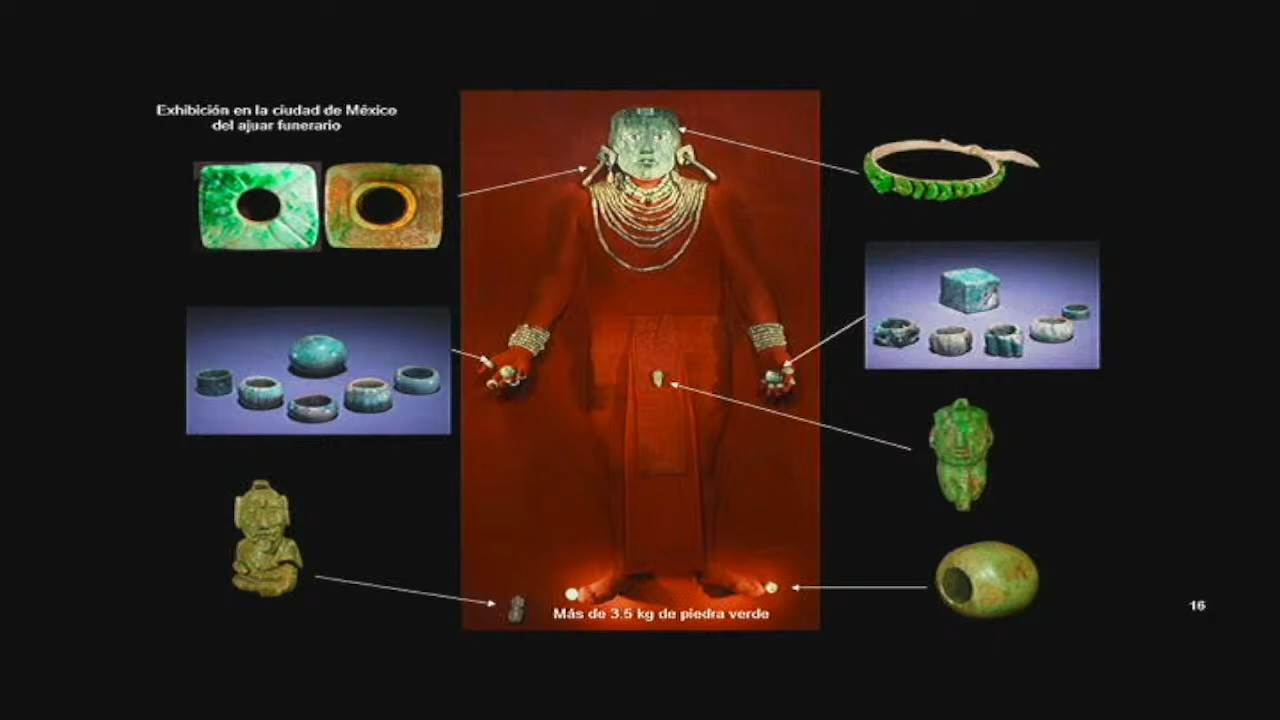 Exhibición en la ciudad de México
del ajuar funerario
Más de 3.5 kg de piedra verde
16